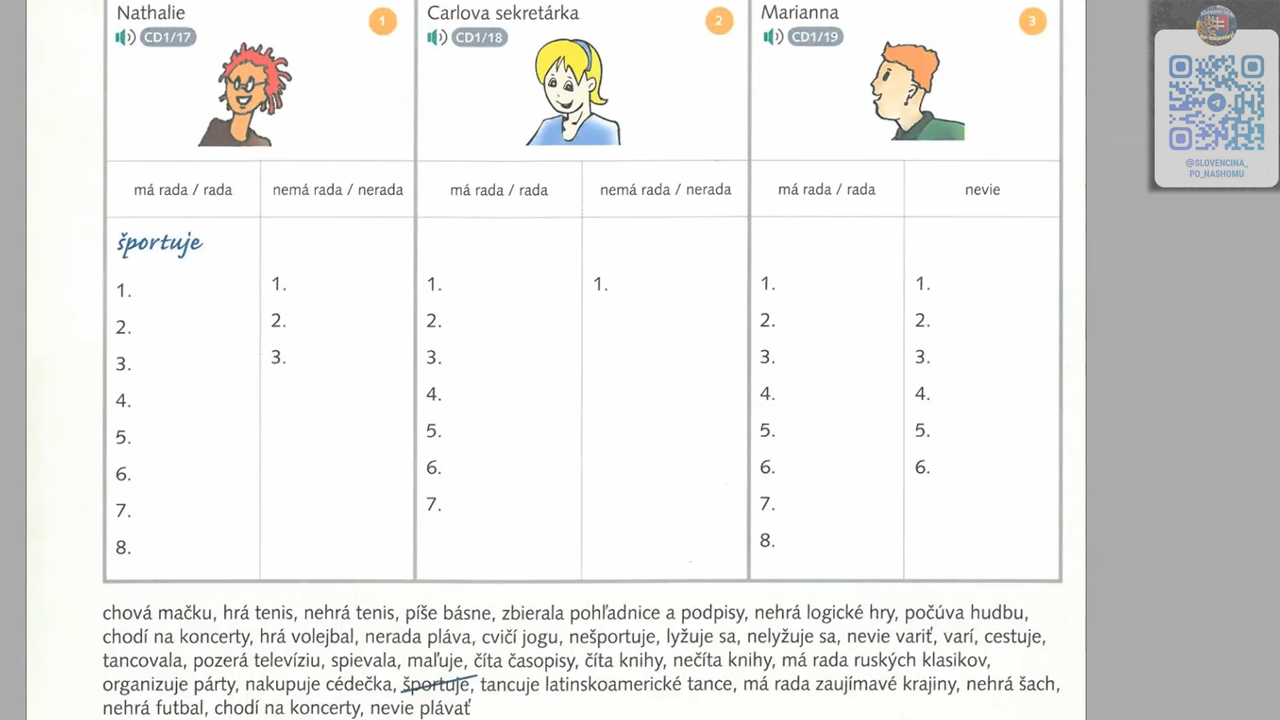 Nathalie 1 Carlova sekretárka 2 Marianna 3
CD1/17 CD1/18 CD1/19
@SLOVENCINA_
PO_NASHOMU
má rada / rada nemá rada / nerada má rada / rada nemá rada / nerada má rada / rada nevie
športuje
1. 1. 1. 1. 1. 1.
2. 2. 2. 2. 2.
3. 3. 3. 3. 3.
4. 4. 4. 4.
5. 5. 5. 5.
6. 6. 6. 6.
7. 7. 7.
8. 8.
chová mačku, hrá tenis, nehrá tenis, píše básne, zbierala pohľadnice a podpisy, nehrá logické hry, počúva hudbu,
chodí na koncerty, hrá volejbal, nerada pláva, cvičí jogu, nešportuje, lyžuje sa, nelyžuje sa, nevie variť, varí, cestuje,
tancovala, pozerá televíziu, spievala, maľuje, číta časopisy, číta knihy, nečíta knihy, má rada ruských klasikov,
organizuje párty, nakupuje cédečka, športuje, tancuje latinskoamerické tance, má rada zaujímavé krajiny, nehrá šach,
nehrá futbal, chodí na koncerty, nevie plávať